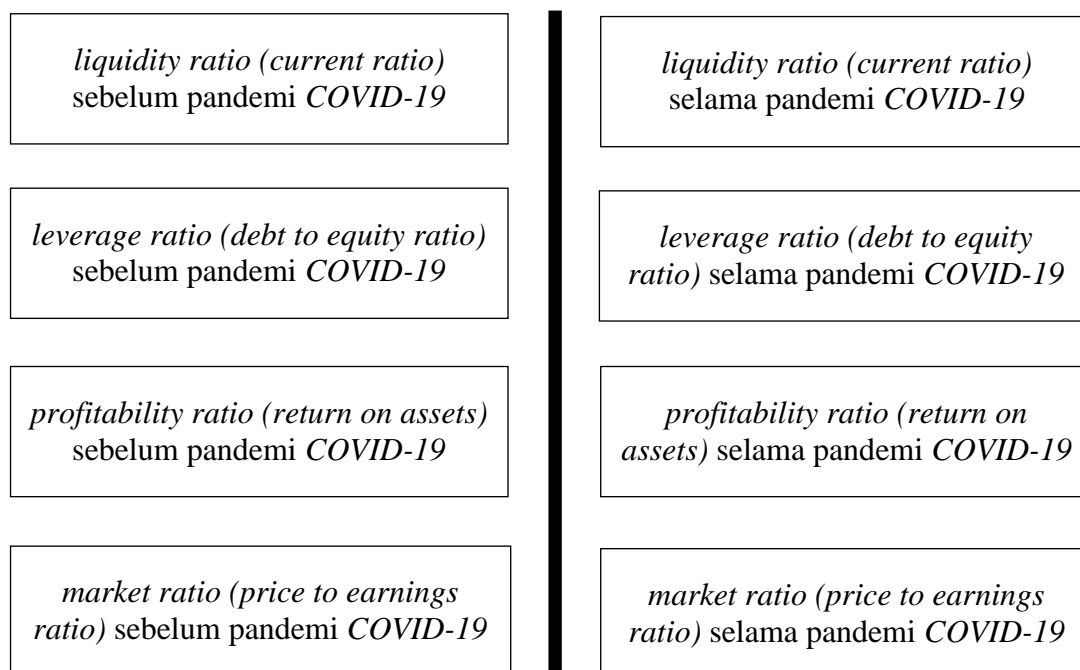 liquidity ratio (current ratio)
sebelum pandemi COVID-19
liquidity ratio (current ratio)
selama pandemi COVID-19
leverage ratio (debt to equity ratio)
sebelum pandemi COVID-19
leverage ratio (debt to equity
ratio) selama pandemi COVID-19
profitability ratio (return on assets)
sebelum pandemi COVID-19
profitability ratio (return on
assets) selama pandemi COVID-19
market ratio (price to earnings
ratio) sebelum pandemi COVID-19
market ratio (price to earnings
ratio) selama pandemi COVID-19